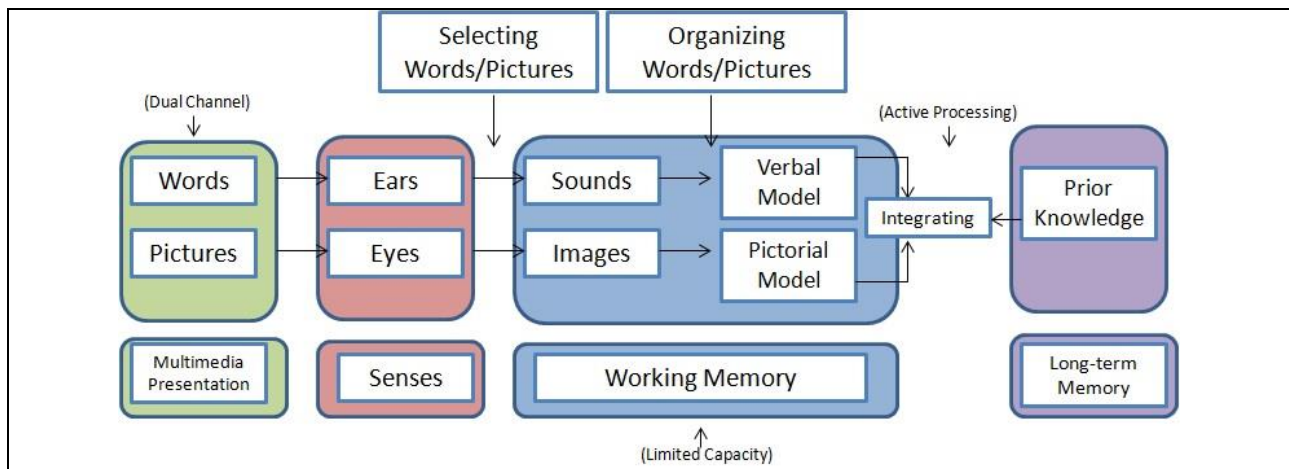 Selecting
Words/Pictures
Organizing
Words/Pictures
(Dual Channel)
(Active Processing)
Words
Ears
Sounds
Verbal
Model
Prior
Knowledge
Integrating
Pictures
Eyes
Images
Pictorial
Model
Multimedia
Presentation
Senses
Working Memory
Long-term
Memory
(Limited Capacity)